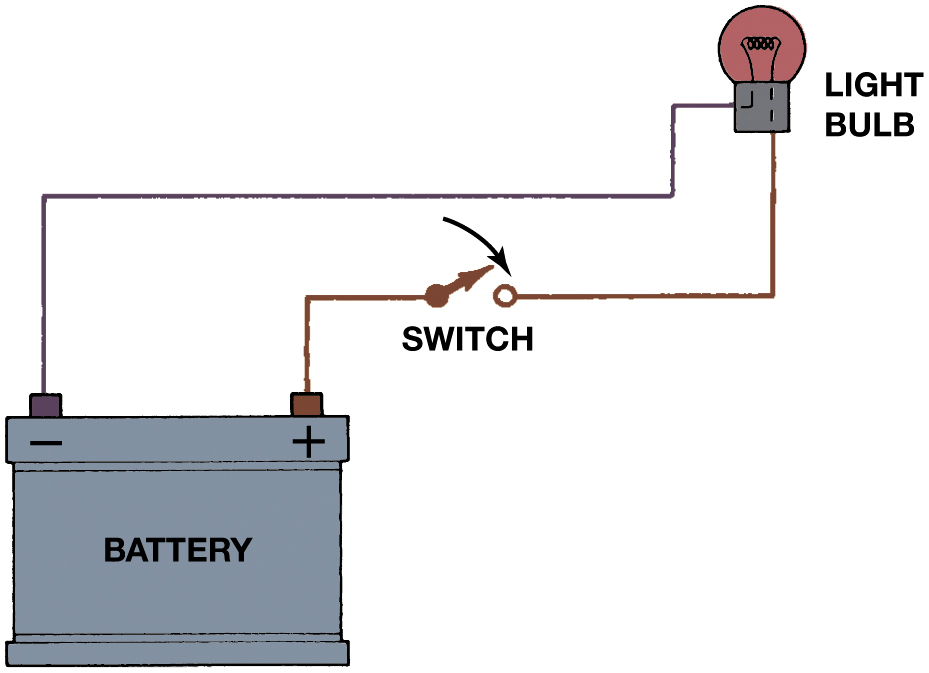 LIGHT
BULB
SWITCH
− +
BATTERY